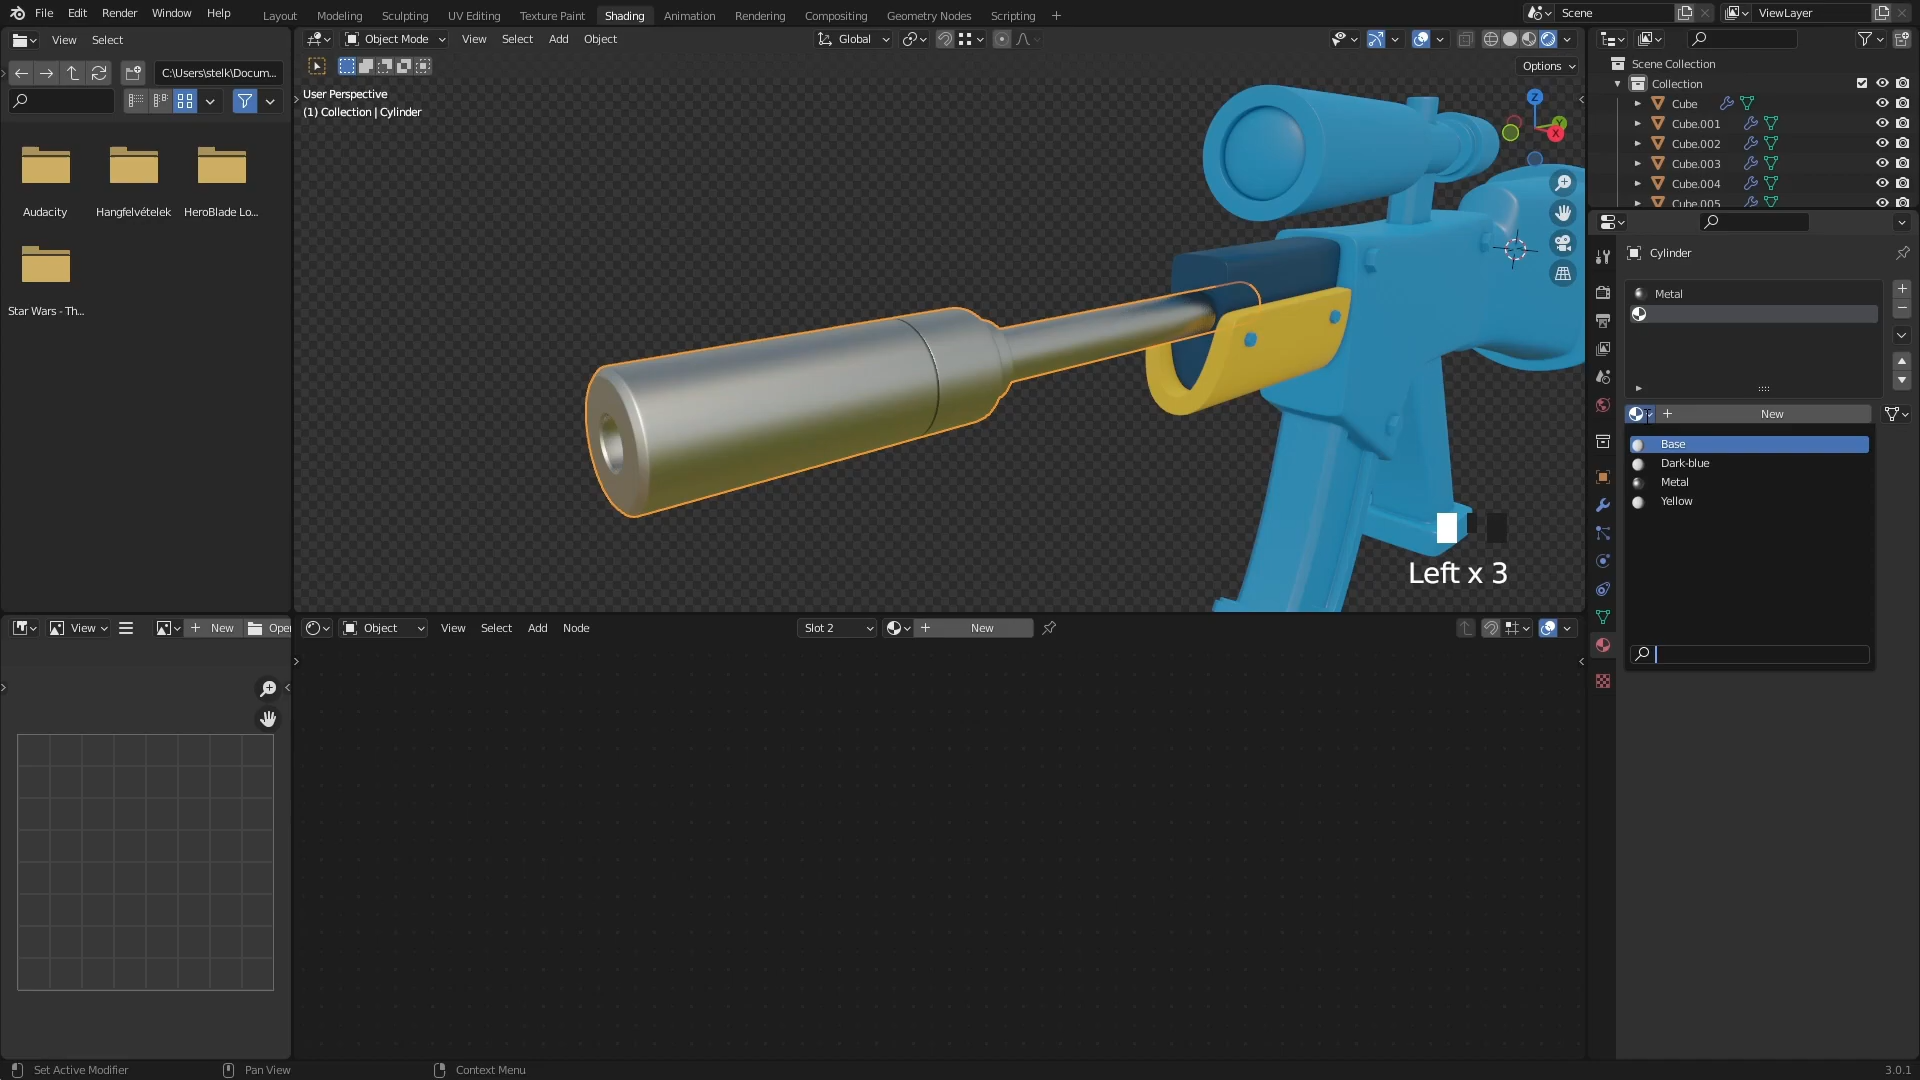 File Edit Render Window Help
Layout Modeling Sculpting UV Editing Texture Paint Shading Animation Rendering Compositing Geometry Nodes Scripting
Scene
ViewLayer
View Select
Object Mode View Select Add Object
Global
C:\Users\stelk\Docum...
Options
User Perspective
(1) Collection | Cylinder
Z
Y
X
Audacity
Hangfelvételek
HeroBlade Lo...
Star Wars - Th...
Left x 3
Scene Collection
Collection
Cube
Cube.001
Cube.002
Cube.003
Cube.004
Cube.005
Cylinder
Metal
New
Base
Dark-blue
Metal
Yellow
View
New
Open
Object View Select Add Node
Slot 2
New
Set Active Modifier
Pan View
Context Menu
3.0.1